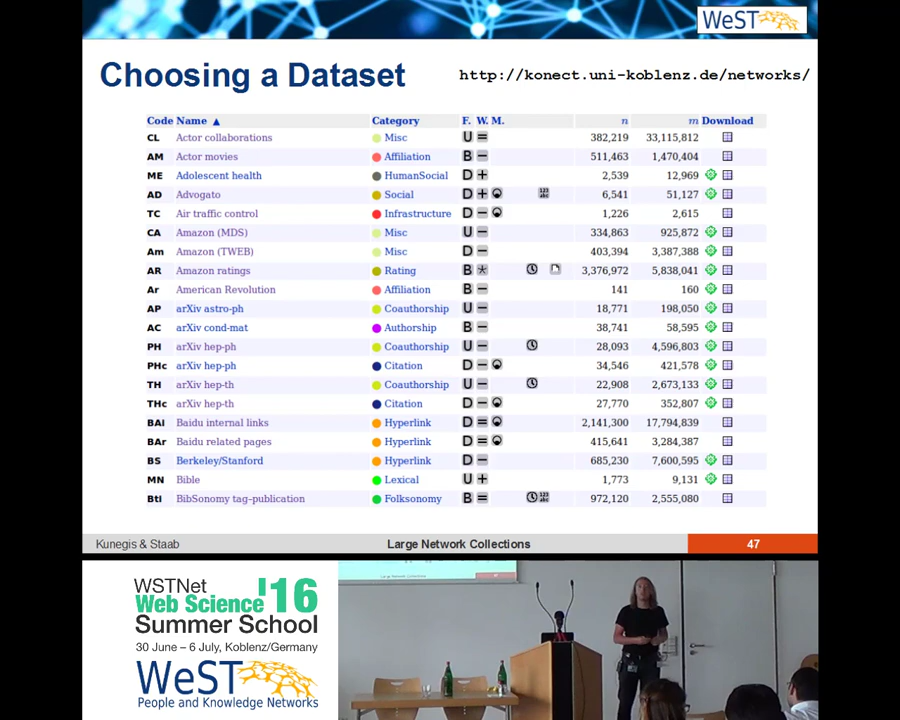 WeST
Choosing a Dataset
http://konect.uni-koblenz.de/networks/
Code Name ▲ Category F. W. M. n m Download
CL Actor collaborations Misc U = 382,219 33,115,812
AM Actor movies Affiliation B − 511,463 1,470,404
ME Adolescent health HumanSocial D + 2,539 12,969
AD Advogato Social D + 6,541 51,127
TC Air traffic control Infrastructure D − 1,226 2,615
CA Amazon (MDS) Misc U − 334,863 925,872
Am Amazon (TWEB) Misc D − 403,394 3,387,388
AR Amazon ratings Rating B * 3,376,972 5,838,041
Ar American Revolution Affiliation B − 141 160
AP arXiv astro-ph Coauthorship U − 18,771 198,050
AC arXiv cond-mat Authorship B − 38,741 58,595
PH arXiv hep-ph Coauthorship U − 28,093 4,596,803
PHc arXiv hep-ph Citation D − 34,546 421,578
TH arXiv hep-th Coauthorship U − 22,908 2,673,133
THc arXiv hep-th Citation D − 27,770 352,807
BAi Baidu internal links Hyperlink D = 2,141,300 17,794,839
BAr Baidu related pages Hyperlink D = 415,641 3,284,387
BS Berkeley/Stanford Hyperlink D − 685,230 7,600,595
MN Bible Lexical U + 1,773 9,131
Bti BibSonomy tag-publication Folksonomy B = 972,120 2,555,080
Kunegis & Staab Large Network Collections 47
WSTNet
Web Science '16
Summer School
30 June – 6 July, Koblenz/Germany
WeST
People and Knowledge Networks